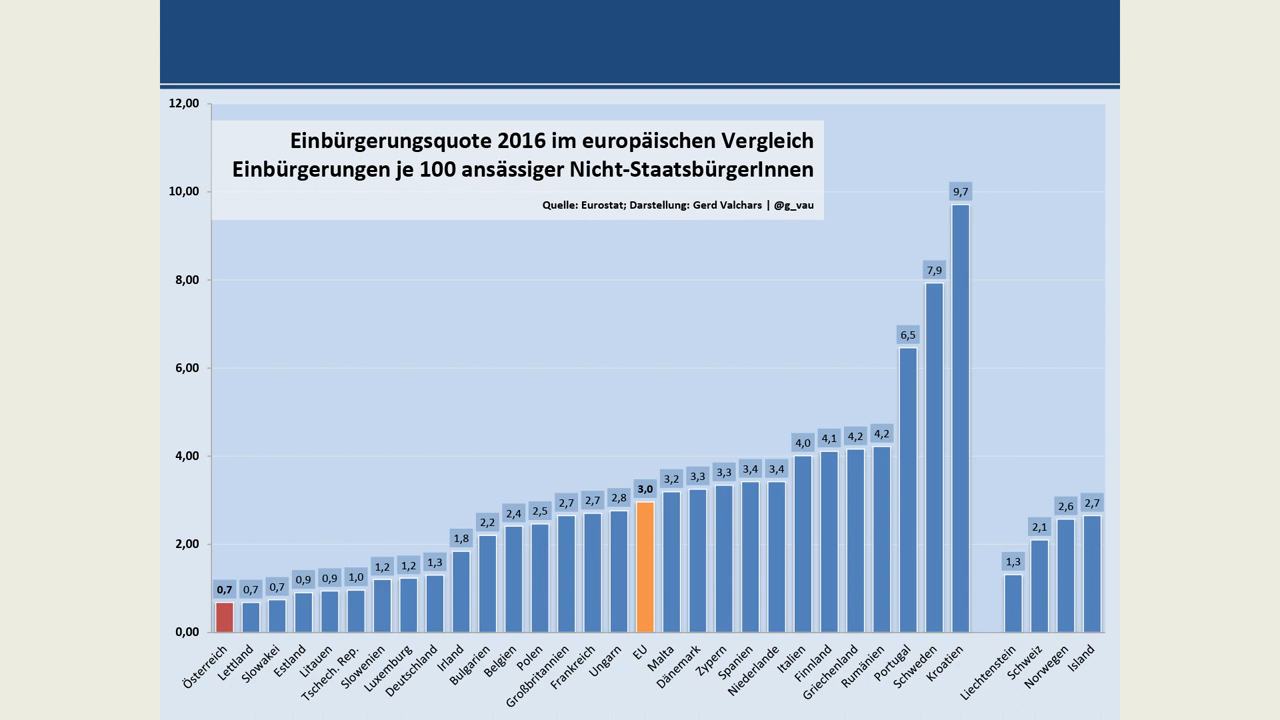 Einbürgerungsquote 2016 im europäischen Vergleich
Einbürgerungen je 100 ansässiger Nicht-StaatsbürgerInnen
Quelle: Eurostat; Darstellung: Gerd Valchars | @g_vau
12,00
10,00
8,00
6,00
4,00
2,00
0,00
0,7
0,7
0,7
0,9
0,9
1,0
1,2
1,2
1,3
1,8
2,2
2,4
2,5
2,7
2,7
2,8
3,0
3,2
3,3
3,3
3,4
3,4
4,0
4,1
4,2
4,2
6,5
7,9
9,7
1,3
2,1
2,6
2,7
Österreich
Lettland
Slowakei
Estland
Litauen
Tschech. Rep.
Slowenien
Luxemburg
Deutschland
Irland
Bulgarien
Belgien
Polen
Großbritannien
Frankreich
Ungarn
EU
Malta
Dänemark
Zypern
Spanien
Niederlande
Italien
Finnland
Griechenland
Rumänien
Portugal
Schweden
Kroatien
Liechtenstein
Schweiz
Norwegen
Island